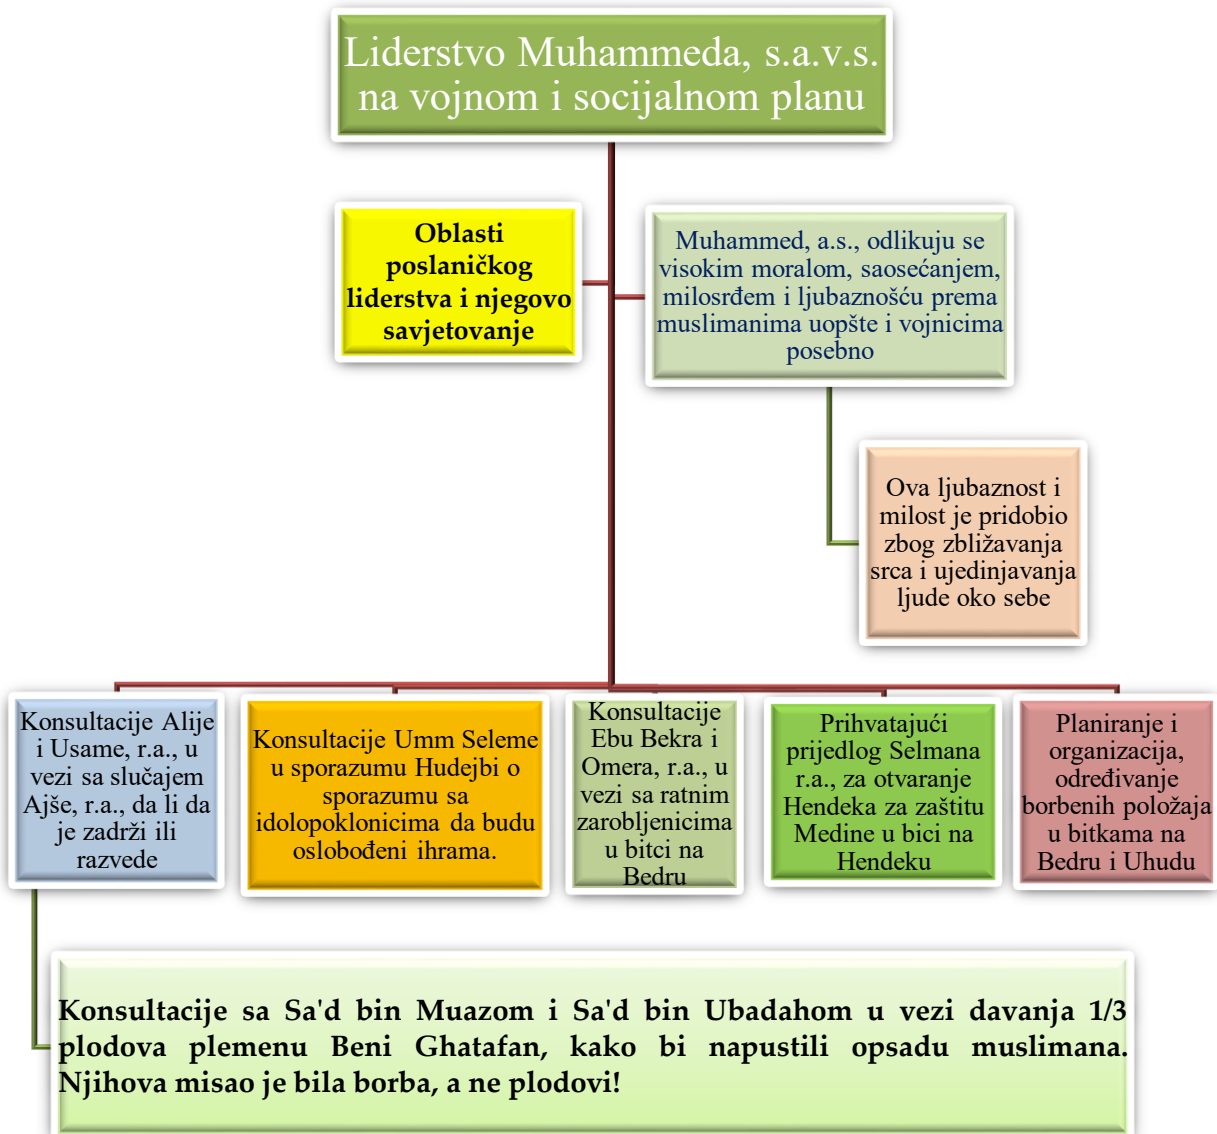 Liderstvo Muhammeda, s.a.v.s.
na vojnom i socijalnom planu
Oblasti
poslaničkog
liderstva i njegovo
savjetovanje
Muhammed, a.s., odlikuju se
visokim moralom, saosećanjem,
milosrđem i ljubaznošću prema
muslimanima uopšte i vojnicima
posebno
Ova ljubaznost i
milost je pridobio
zbog zbližavanja
srca i ujedinjavanja
ljude oko sebe
Konsultacije Alije
i Usame, r.a., u
vezi sa slučajem
Ajše, r.a., da li da
je zadrži ili
razvede
Konsultacije Umm Seleme
u sporazumu Hudejbi o
sporazumu sa
idolopoklonicima da budu
oslobođeni ihrama.
Konsultacije
Ebu Bekra i
Omera, r.a., u
vezi sa ratnim
zarobljenicima
u bitci na
Bedru
Prihvatajući
prijedlog Selmana
r.a., za otvaranje
Hendeka za zaštitu
Medine u bici na
Hendeku
Planiranje i
organizacija,
određivanje
borbenih položaja
u bitkama na
Bedru i Uhudu
Konsultacije sa Sa'd bin Muazom i Sa'd bin Ubadahom u vezi davanja 1/3
plodova plemenu Beni Ghatafan, kako bi napustili opsadu muslimana.
Njihova misao je bila borba, a ne plodovi!